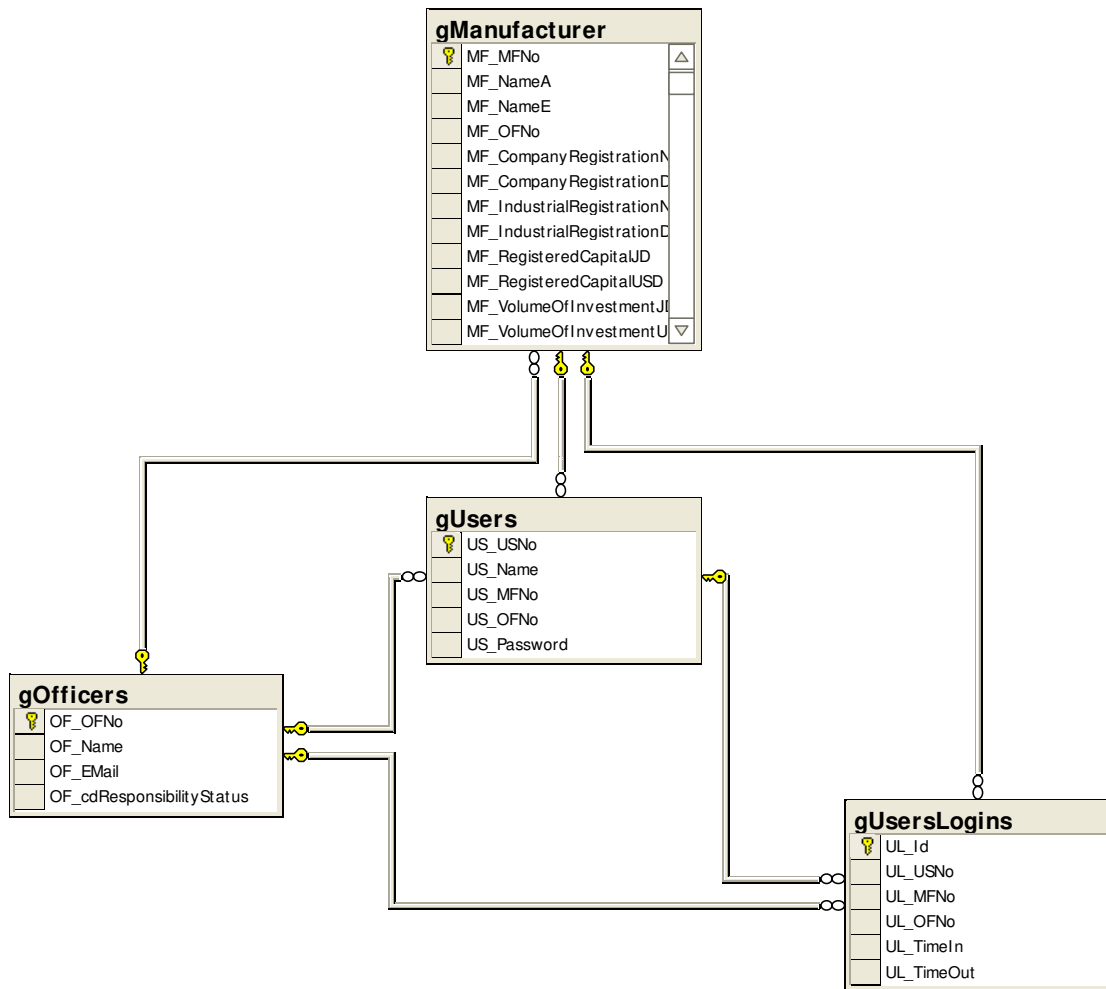 gManufacturer
MF_MFNo
MF_NameA
MF_NameE
MF_OFNo
MF_CompanyRegistrationN
MF_CompanyRegistrationD
MF_IndustrialRegistrationN
MF_IndustrialRegistrationD
MF_RegisteredCapitalJD
MF_RegisteredCapitalUSD
MF_VolumeOfInvestmentJD
MF_VolumeOfInvestmentU
gUsers
US_USNo
US_Name
US_MFNo
US_OFNo
US_Password
gOfficers
OF_OFNo
OF_Name
OF_EMail
OF_cdResponsibilityStatus
gUsersLogins
UL_Id
UL_USNo
UL_MFNo
UL_OFNo
UL_TimeIn
UL_TimeOut